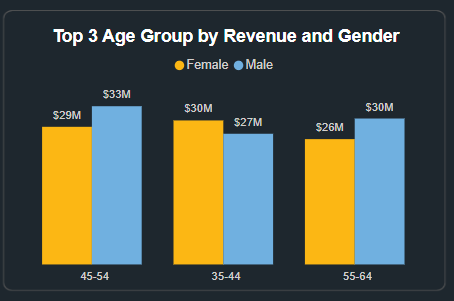 Top 3 Age Group by Revenue and Gender
Female Male
$29M $33M $30M $27M $26M $30M
45-54 35-44 55-64